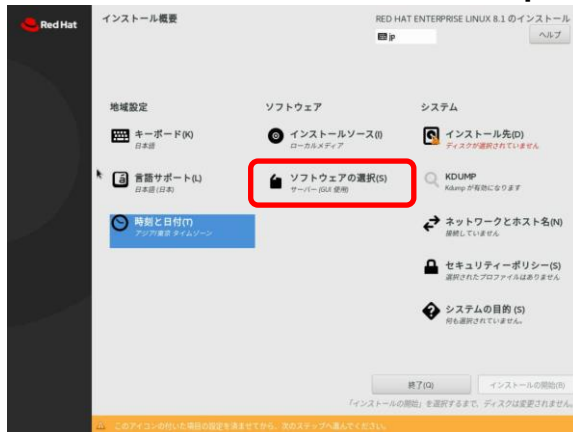 Red Hat
インストール概要
RED HAT ENTERPRISE LINUX 8.1 のインストール
jp
ヘルプ
地域設定
キーボード(K)
日本語
言語サポート(L)
日本語 (日本)
時刻と日付(T)
アジア/東京 タイムゾーン
ソフトウェア
インストールソース(I)
ローカルメディア
ソフトウェアの選択(S)
サーバー (GUI 使用)
システム
インストール先(D)
ディスクが選択されていません
KDUMP
Kdump が有効になります
ネットワークとホスト名(N)
接続していません
セキュリティーポリシー(S)
選択されたプロファイルはありません
システムの目的 (S)
何も選択されていません。
終了(Q)
インストールの開始(B)
「インストールの開始」を選択するまで、ディスクは変更されません。
このアイコンの付いた項目の設定を済ませてから、次のステップへ進んでください。